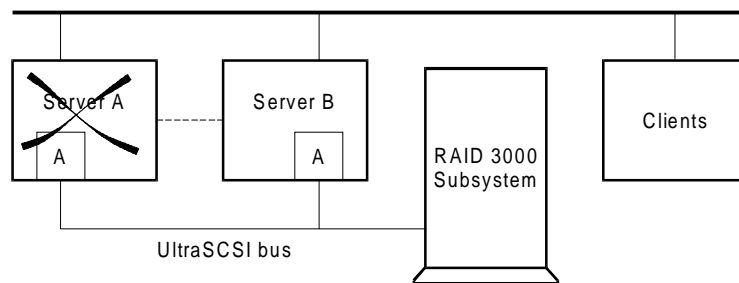 Server A
Server B
Clients
A
A
RAID 3000
Subsystem
UltraSCSI bus